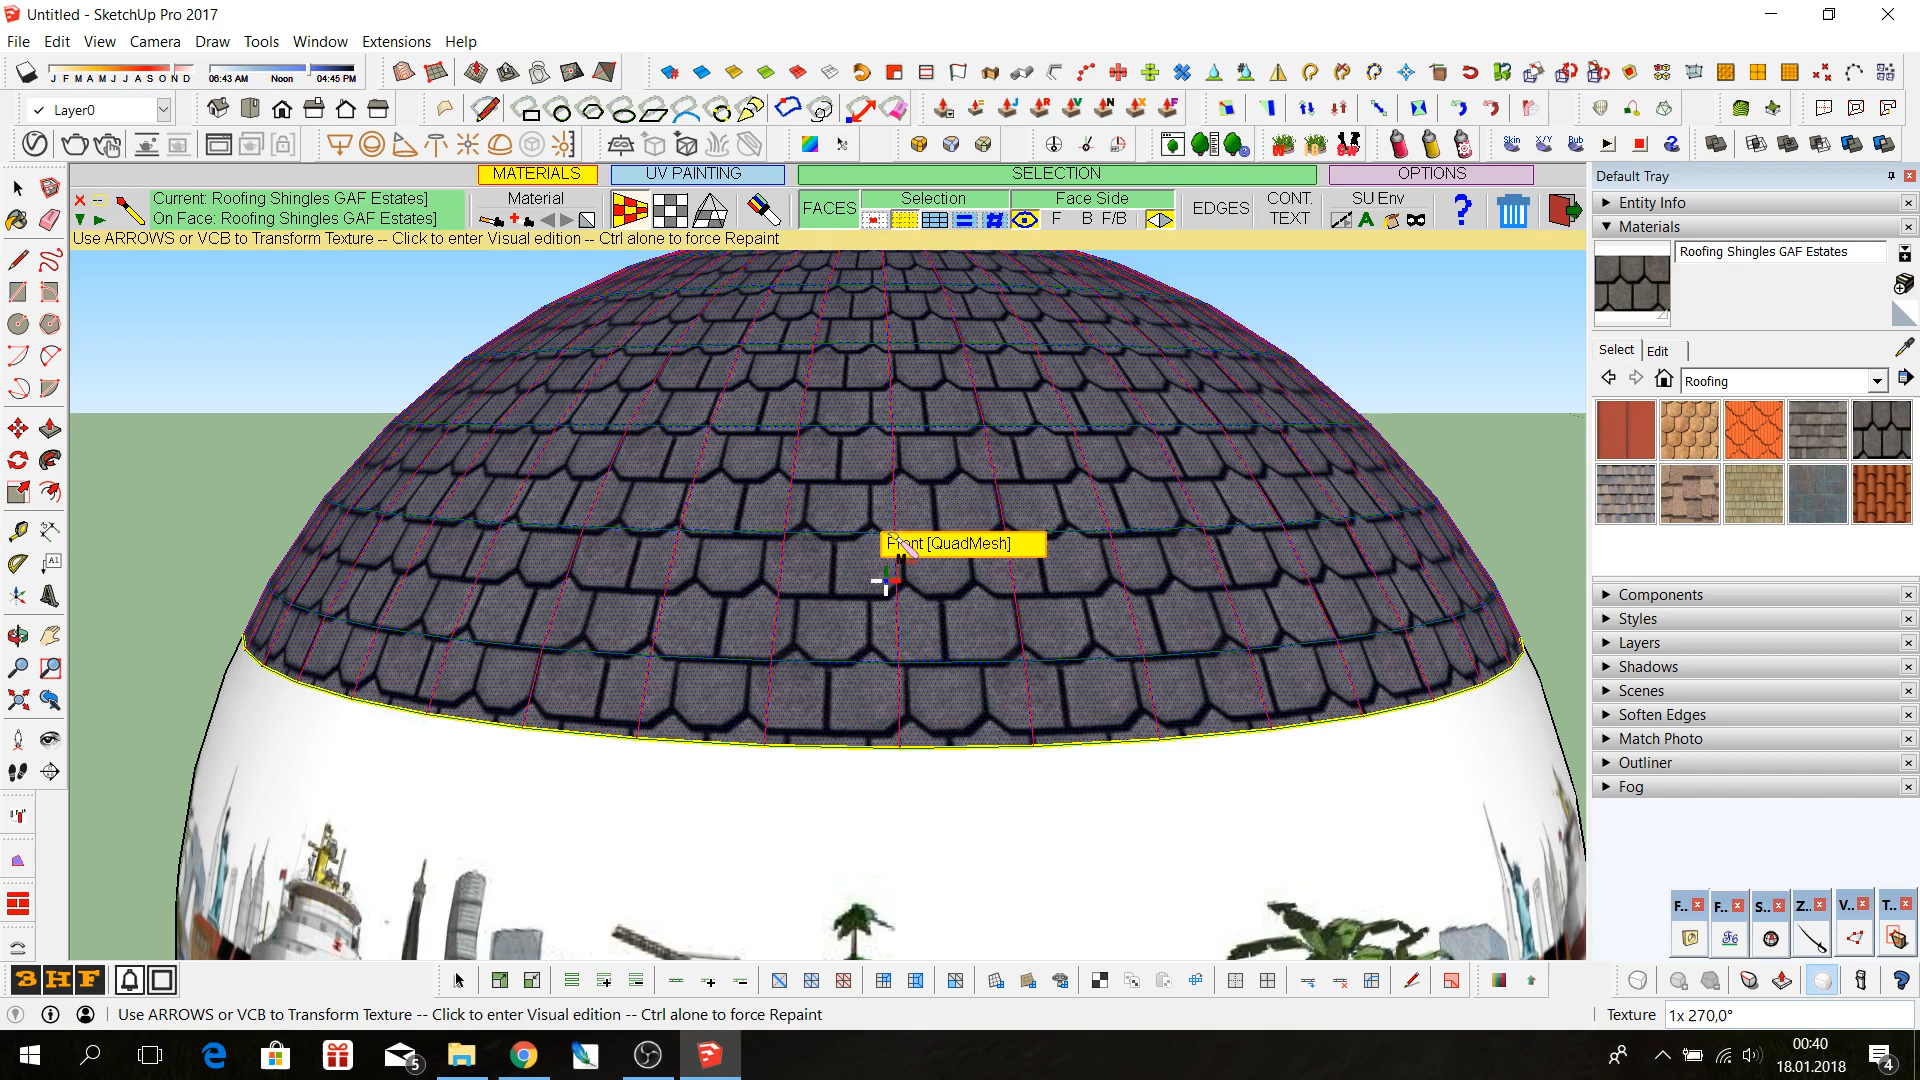 Untitled - SketchUp Pro 2017
File Edit View Camera Draw Tools Window Extensions Help
J F M A M J J A S O N D
06:43 AM Noon 04:45 PM
Layer0
Skin X/Y Bub
MATERIALS UV PAINTING SELECTION OPTIONS
Default Tray
Current: Roofing Shingles GAF Estates]
On Face: Roofing Shingles GAF Estates]
Material
FACES
Selection
Face Side
F B F/B
EDGES
CONT.
TEXT
SU Env
Use ARROWS or VCB to Transform Texture -- Click to enter Visual edition -- Ctrl alone to force Repaint
Entity Info
Materials
Roofing Shingles GAF Estates
Select Edit
Roofing
Front [QuadMesh]
Components
Styles
Layers
Shadows
Scenes
Soften Edges
Match Photo
Outliner
Fog
F.. F.. S.. Z.. V.. T..
3 H F
Use ARROWS or VCB to Transform Texture -- Click to enter Visual edition -- Ctrl alone to force Repaint
Texture 1x 270,0°
5
00:40
18.01.2018
4